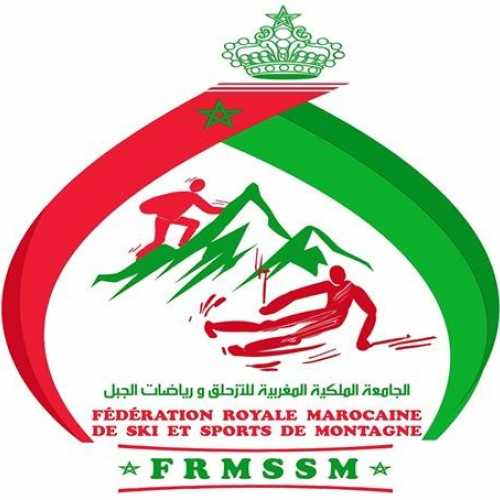 الجامعة الملكية المغربية للتزحلق و رياضات الجبل
FÉDÉRATION ROYALE MAROCAINE
DE SKI ET SPORTS DE MONTAGNE
FRMSSM